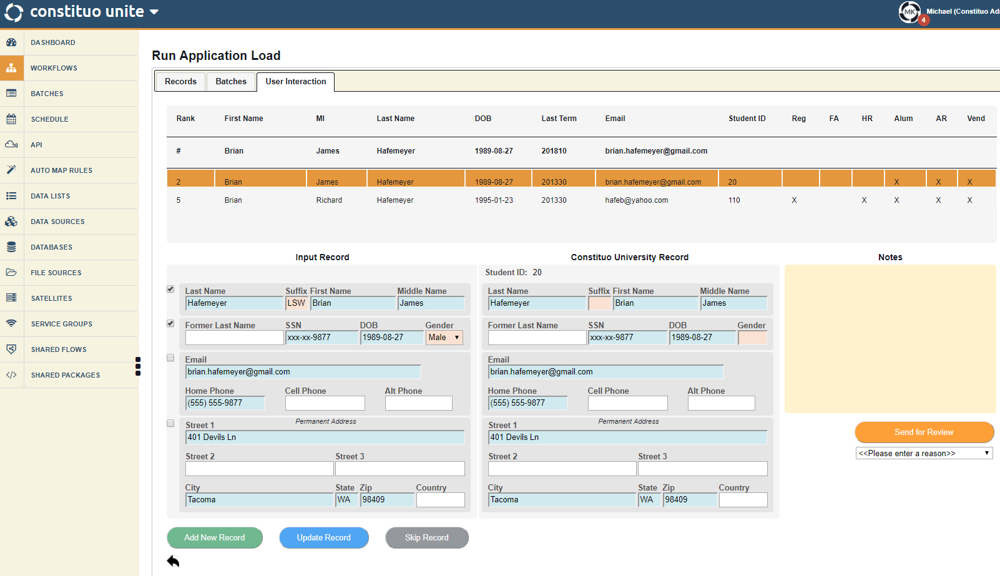 constituo unite
MK
4
Michael (Constituo Ad
DASHBOARD
WORKFLOWS
BATCHES
SCHEDULE
API
AUTO MAP RULES
DATA LISTS
DATA SOURCES
DATABASES
FILE SOURCES
SATELLITES
SERVICE GROUPS
SHARED FLOWS
SHARED PACKAGES
Run Application Load
Records Batches User Interaction
Rank First Name MI Last Name DOB Last Term Email Student ID Reg FA HR Alum AR Vend
# Brian James Hafemeyer 1989-08-27 201810 brian.hafemeyer@gmail.com
2 Brian James Hafemeyer 1989-08-27 201330 brian.hafemeyer@gmail.com 20 X X X
5 Brian Richard Hafemeyer 1995-01-23 201330 hafeb@yahoo.com 110 X X X X X
Input Record
Last Name Suffix First Name Middle Name
Hafemeyer LSW Brian James
Former Last Name SSN DOB Gender
xxx-xx-9877 1989-08-27 Male
Email
brian.hafemeyer@gmail.com
Home Phone Cell Phone Alt Phone
(555) 555-9877
Permanent Address
Street 1
401 Devils Ln
Street 2 Street 3
City State Zip Country
Tacoma WA 98409
Constituo University Record
Student ID: 20
Last Name Suffix First Name Middle Name
Hafemeyer Brian James
Former Last Name SSN DOB Gender
xxx-xx-9877 1989-08-27
Email
brian.hafemeyer@gmail.com
Home Phone Cell Phone Alt Phone
(555) 555-9877
Permanent Address
Street 1
401 Devils Ln
Street 2 Street 3
City State Zip Country
Tacoma WA 98409
Notes
Send for Review
<<Please enter a reason>>
Add New Record Update Record Skip Record